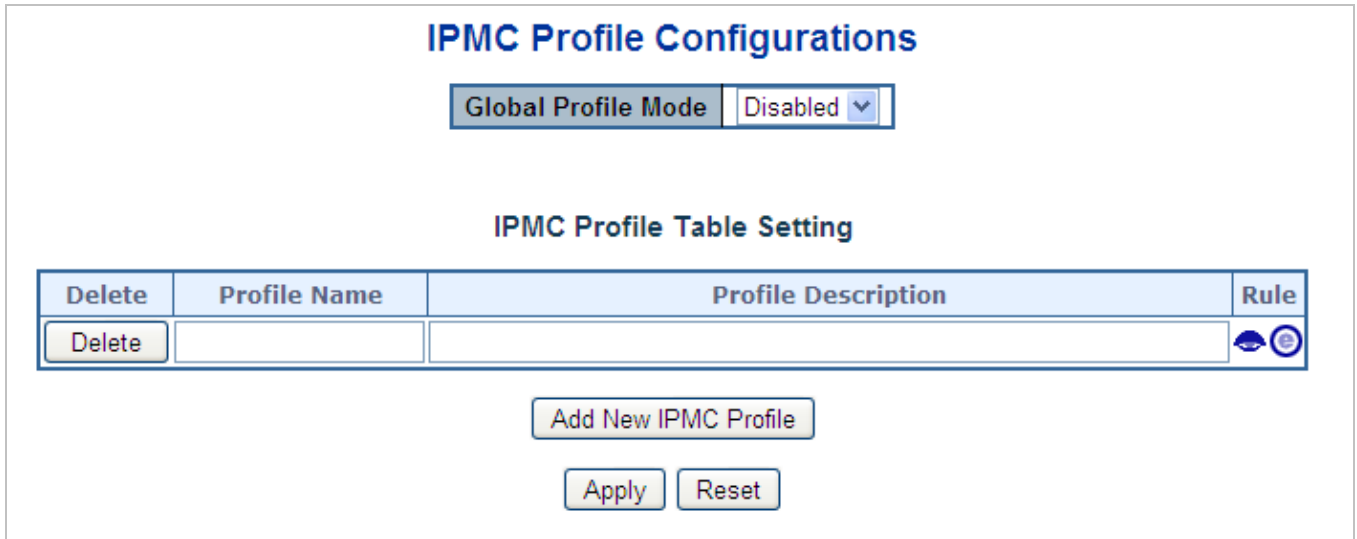 IPMC Profile Configurations
Global Profile Mode Disabled
IPMC Profile Table Setting
Delete Profile Name Profile Description Rule
Delete e
Add New IPMC Profile
Apply Reset